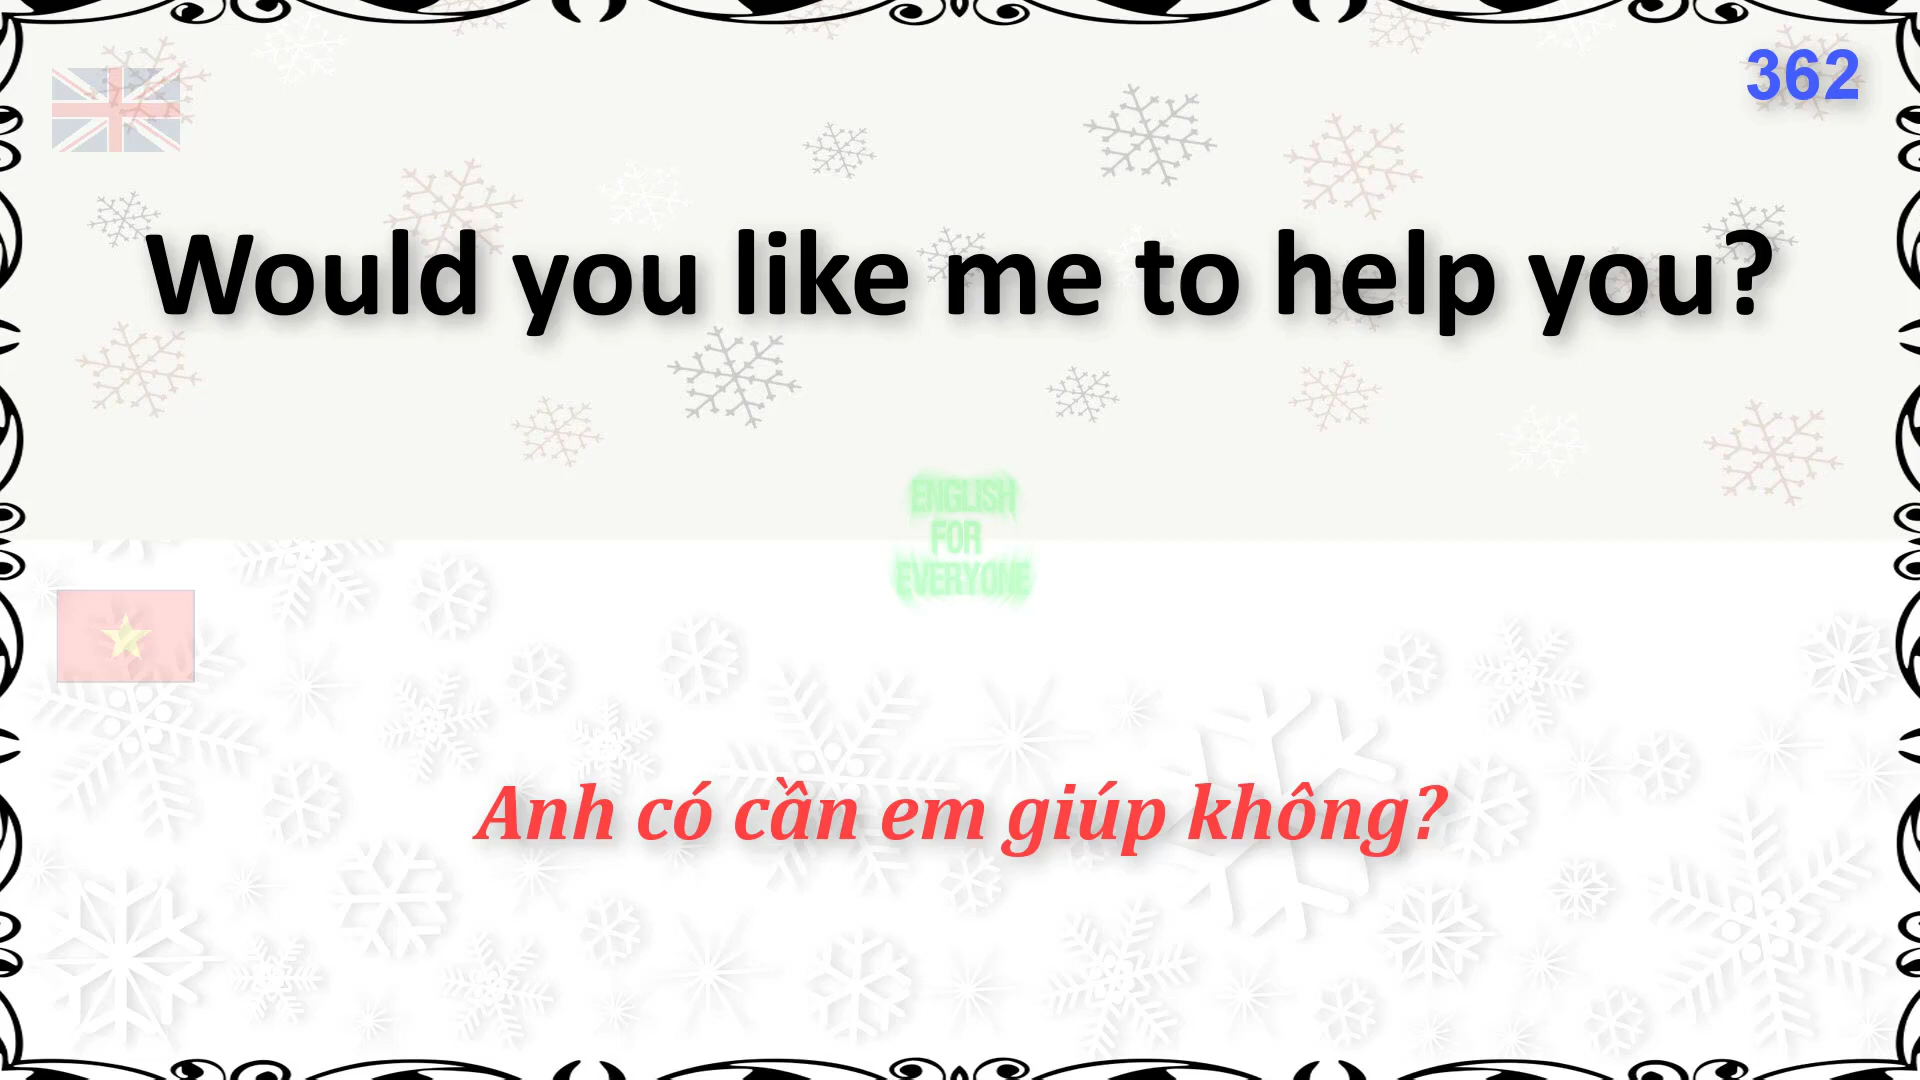 362
Would you like me to help you?
ENGLISH
FOR
EVERYONE
Anh có cần em giúp không?